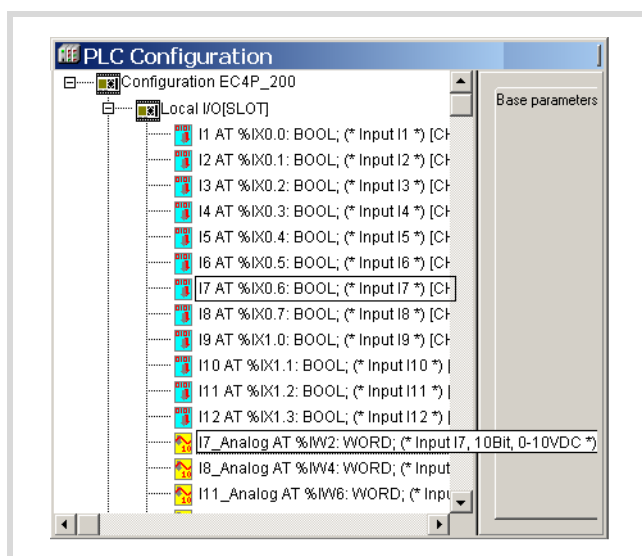 PLC Configuration
Configuration EC4P_200
Local I/O[SLOT]
Base parameters
I1 AT %IX0.0: BOOL; (* Input I1 *) [CH
I2 AT %IX0.1: BOOL; (* Input I2 *) [CH
I3 AT %IX0.2: BOOL; (* Input I3 *) [CH
I4 AT %IX0.3: BOOL; (* Input I4 *) [CH
I5 AT %IX0.4: BOOL; (* Input I5 *) [CH
I6 AT %IX0.5: BOOL; (* Input I6 *) [CH
I7 AT %IX0.6: BOOL; (* Input I7 *) [CH
I8 AT %IX0.7: BOOL; (* Input I8 *) [CH
I9 AT %IX1.0: BOOL; (* Input I9 *) [CH
I10 AT %IX1.1: BOOL; (* Input I10 *) [
I11 AT %IX1.2: BOOL; (* Input I11 *) [
I12 AT %IX1.3: BOOL; (* Input I12 *) [
I7_Analog AT %IW2: WORD; (* Input I7, 10Bit, 0-10VDC *)
I8_Analog AT %IW4: WORD; (* Input
I11_Analog AT %IW6: WORD; (* Inpu